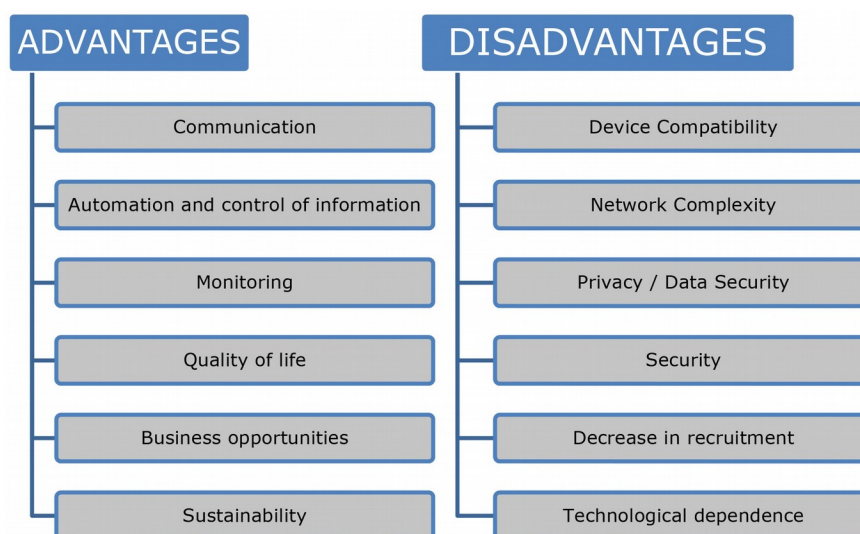 ADVANTAGES
Communication
Automation and control of information
Monitoring
Quality of life
Business opportunities
Sustainability
DISADVANTAGES
Device Compatibility
Network Complexity
Privacy / Data Security
Security
Decrease in recruitment
Technological dependence